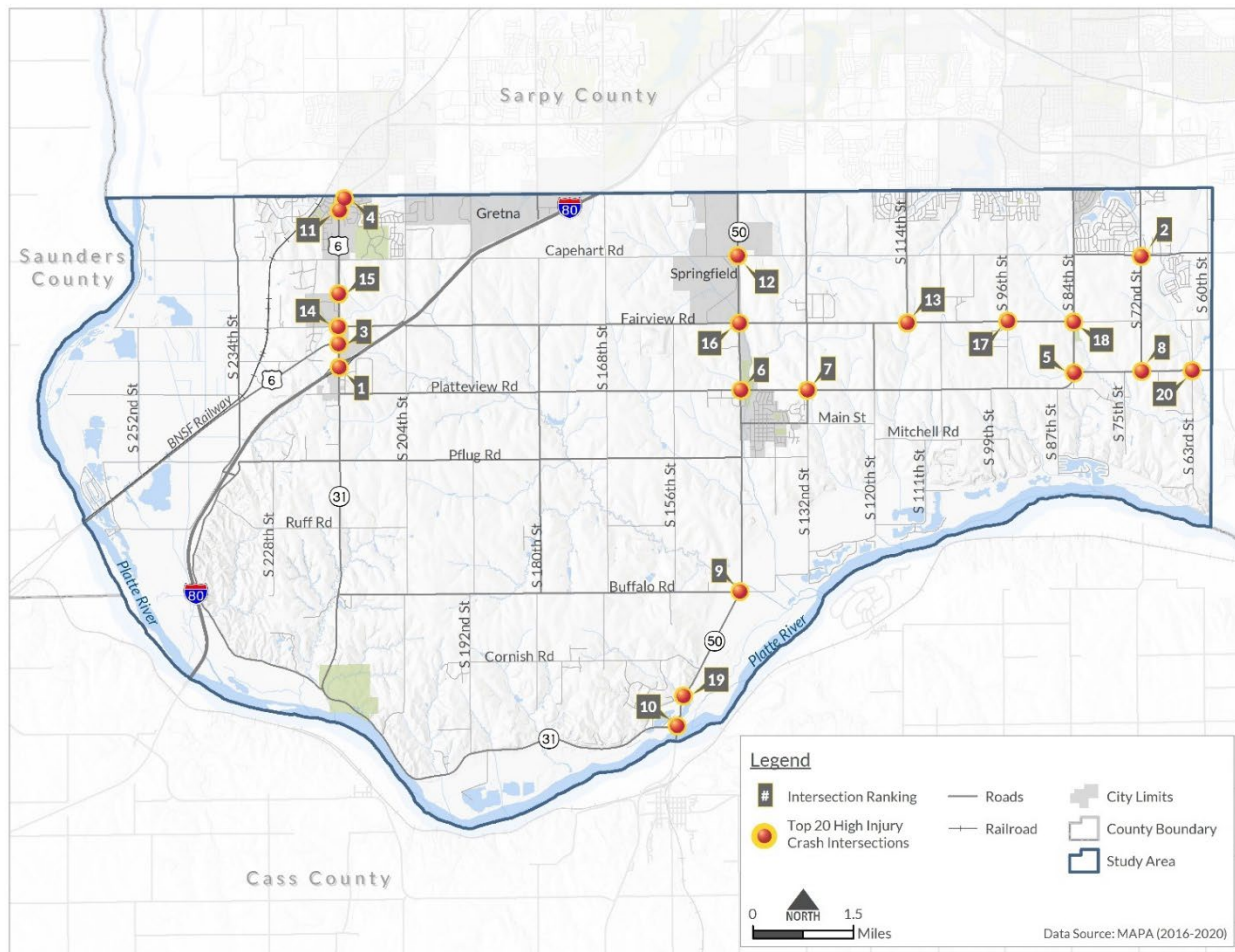 Sarpy County
4
11
6
Gretna
80
Capehart Rd
50
Springfield
12
S 114th St
2
Saunders
County
15
14
3
1
S 234th St
6
BNSF Railway
S 252nd St
Fairview Rd
16
13
S 96th St
17
S 84th St
18
S 72nd St
S 60th St
5
8
20
S 168th St
Platteview Rd
6
7
Main St
Mitchell Rd
S 204th St
Pflug Rd
S 99th St
S 87th St
S 75th St
S 63rd St
31
Ruff Rd
S 228th St
S 156th St
S 132nd St
S 120th St
S 111th St
S 180th St
9
Buffalo Rd
80
Platte River
S 192nd St
Cornish Rd
50
Platte River
19
10
31
Cass County
Legend
# Intersection Ranking
Top 20 High Injury
Crash Intersections
Roads
Railroad
City Limits
County Boundary
Study Area
0 NORTH 1.5
Miles
Data Source: MAPA (2016-2020)